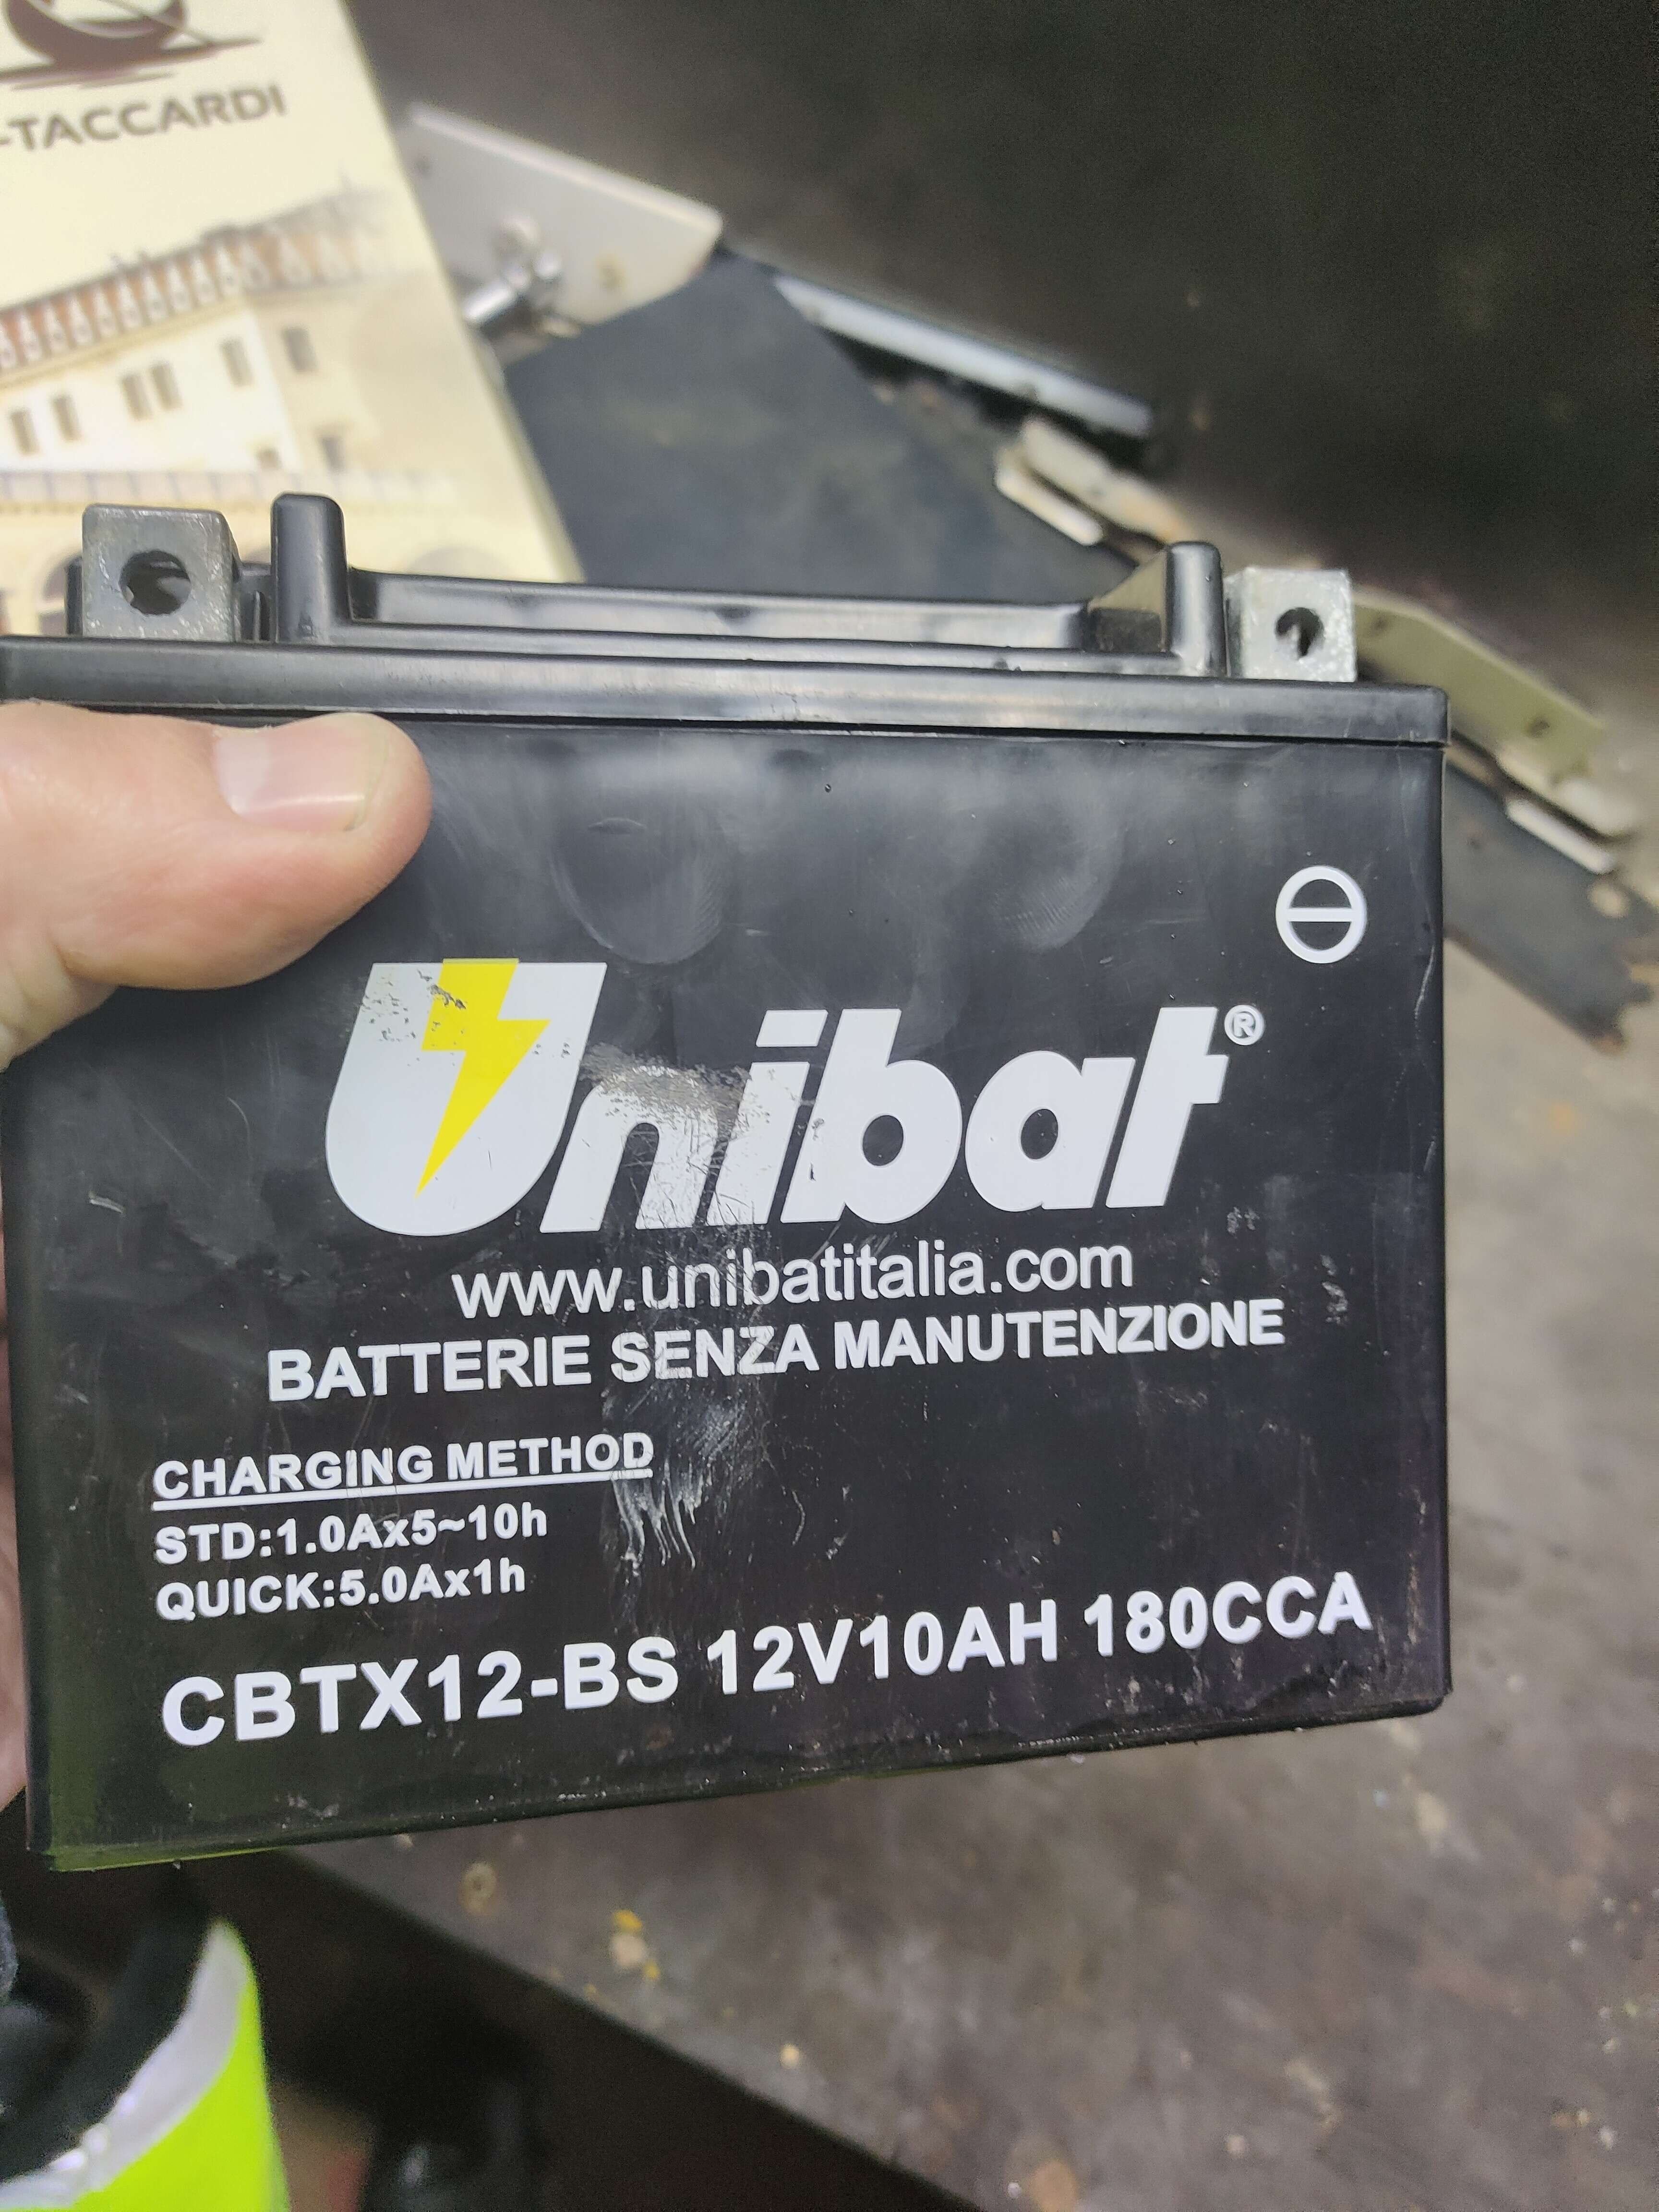 -TACCARDI
Unibat®
www.unibatitalia.com
BATTERIE SENZA MANUTENZIONE
CHARGING METHOD
STD:1.0Ax5~10h
QUICK:5.0Ax1h
CBTX12-BS 12V10AH 180CCA